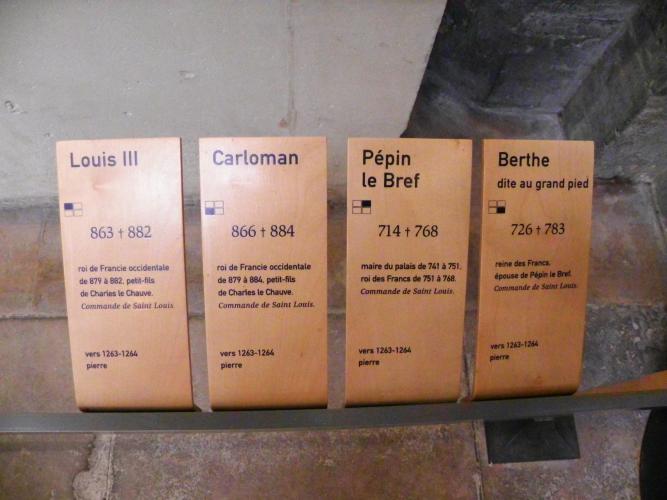 Louis III
863 † 882
roi de Francie occidentale
de 879 à 882, petit-fils
de Charles le Chauve.
Commande de Saint Louis.
vers 1263-1264
pierre
Carloman
866 † 884
roi de Francie occidentale
de 879 à 884, petit-fils
de Charles le Chauve.
Commande de Saint Louis.
vers 1263-1264
pierre
Pépin
le Bref
714 † 768
maire du palais de 741 à 751,
roi des Francs de 751 à 768.
Commande de Saint Louis.
vers 1263-1264
pierre
Berthe
dite au grand pied
726 † 783
reine des Francs,
épouse de Pépin le Bref.
Commande de Saint Louis.
vers 1263-1264
pierre